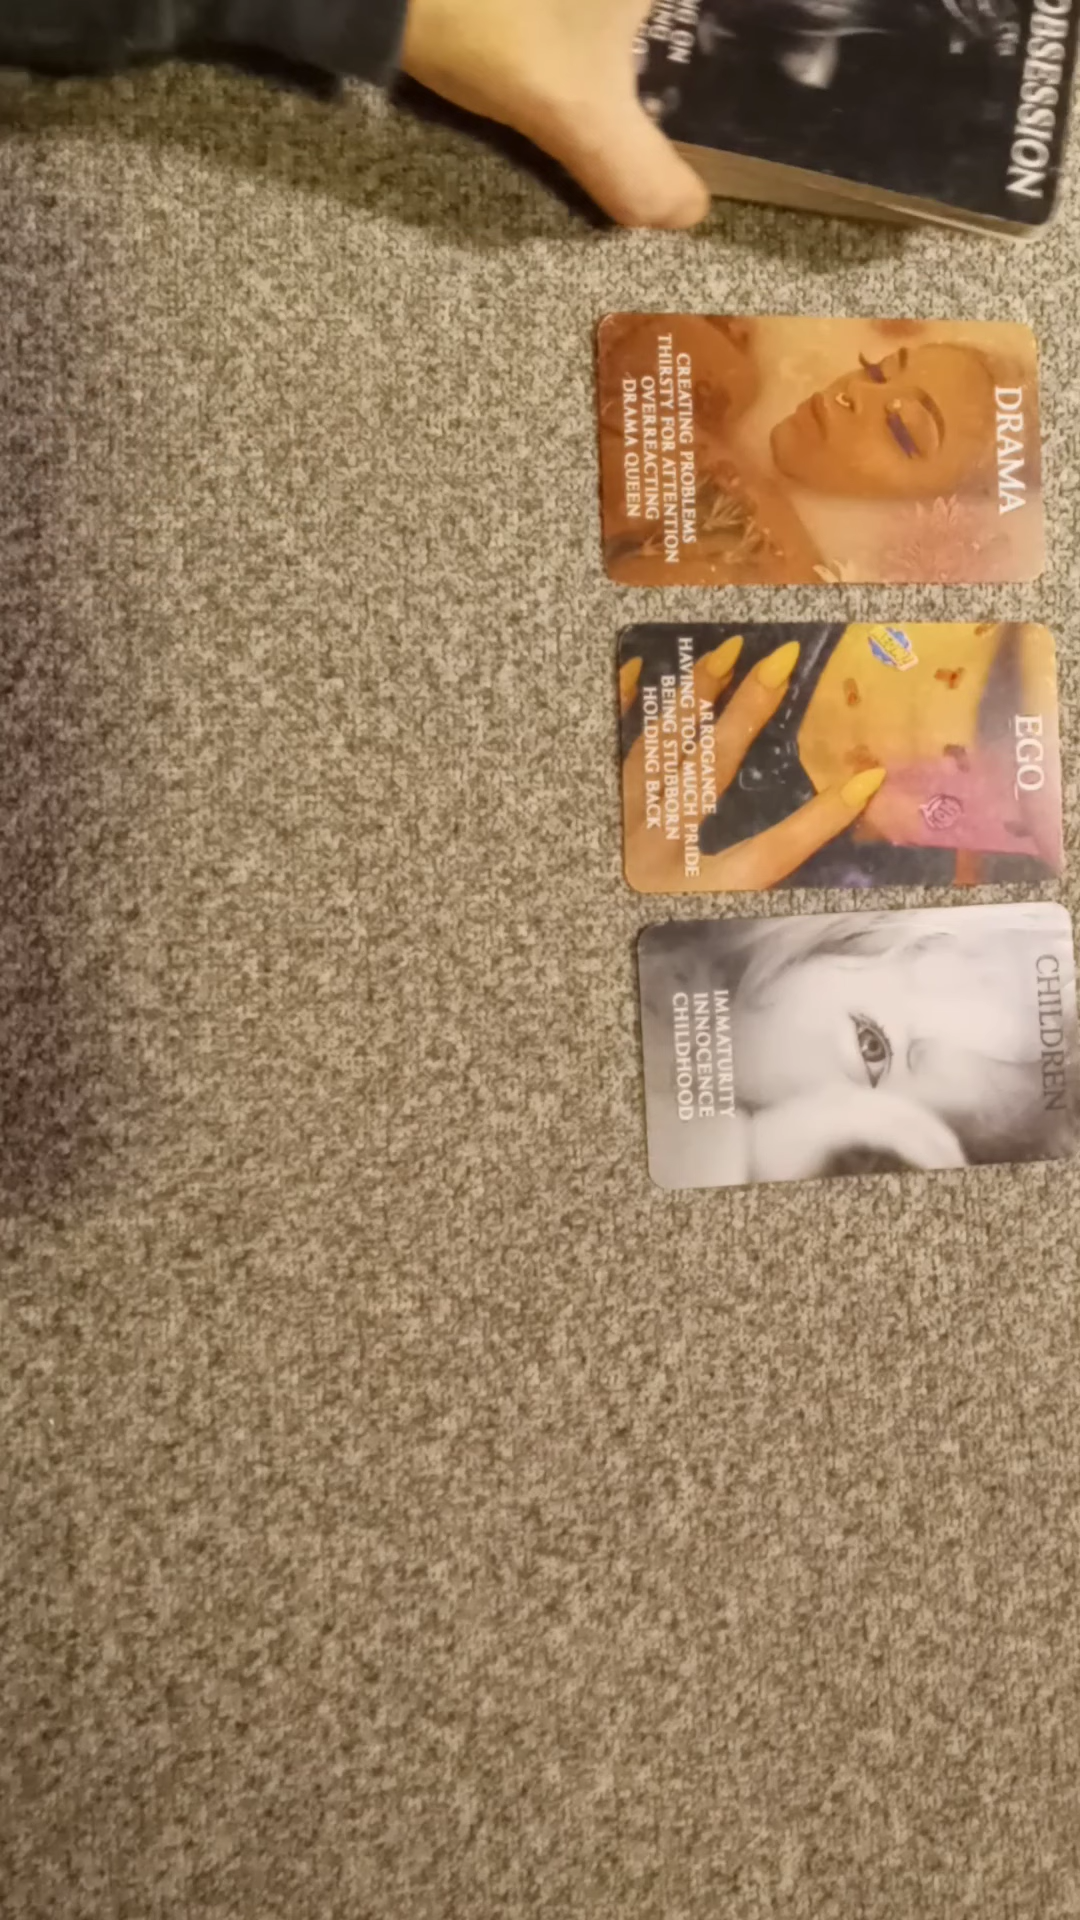 OBSESSION
DRAMA
CREATING PROBLEMS
THIRSTY FOR ATTENTION
OVERREACTING
DRAMA QUEEN
EGO
ARROGANCE
HAVING TOO MUCH PRIDE
BEING STUBBORN
HOLDING BACK
CHILDREN
IMMATURITY
INNOCENCE
CHILDHOOD